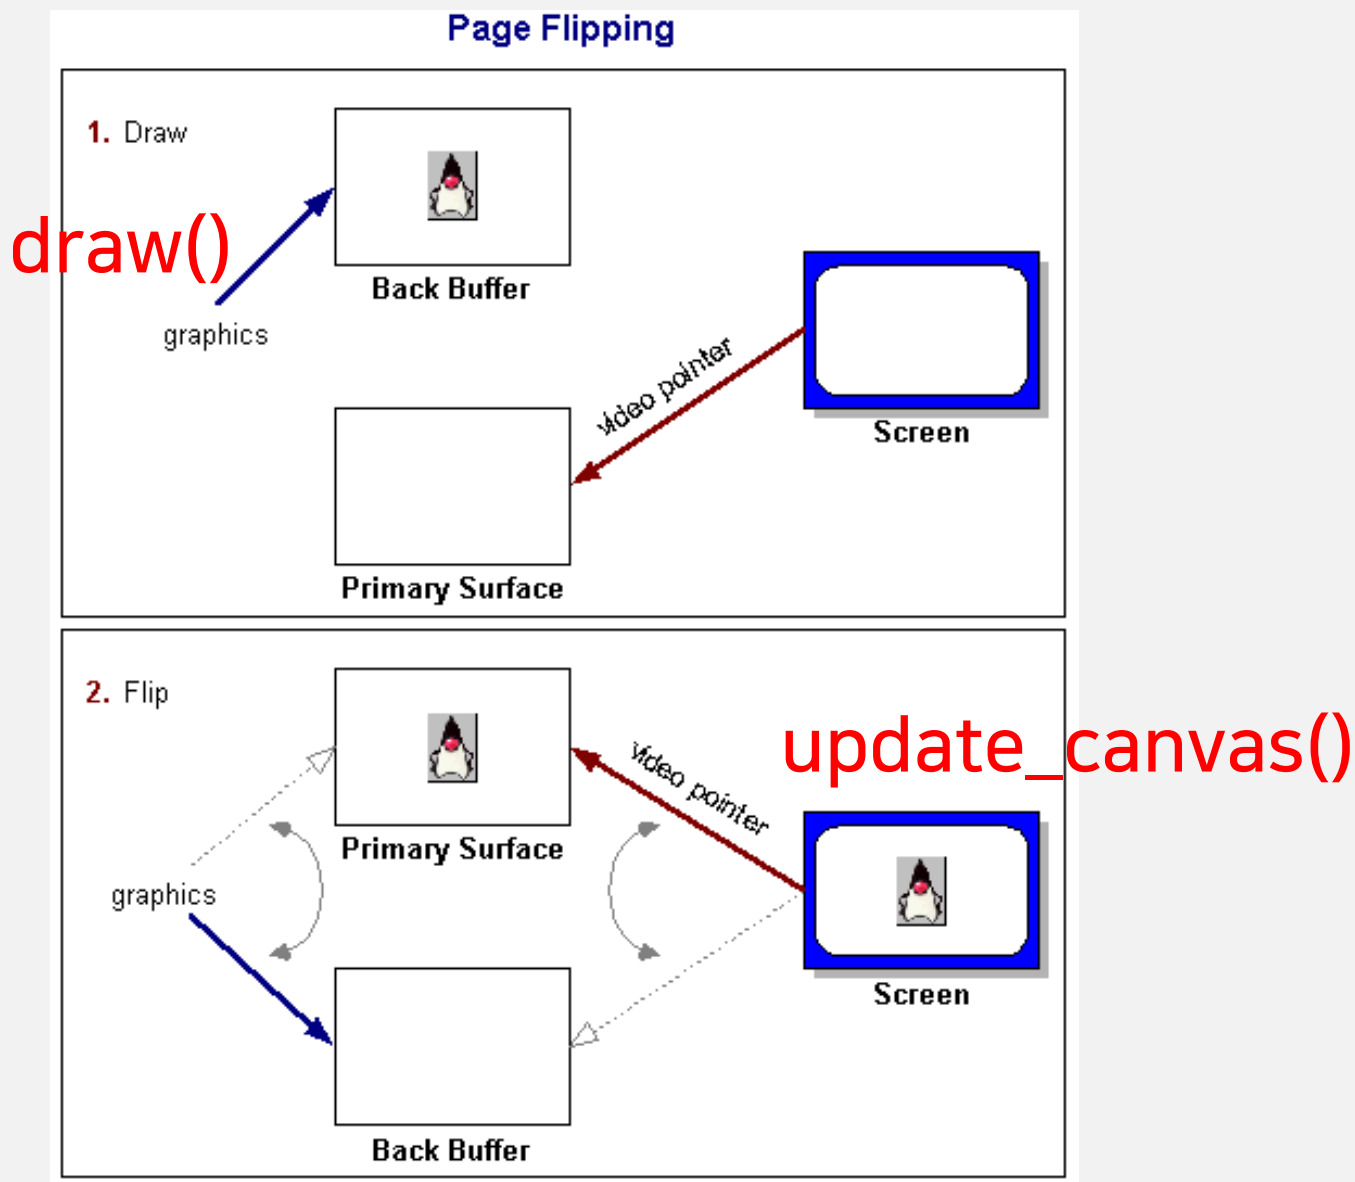 Page Flipping
1. Draw
draw()
graphics
Back Buffer
video pointer
Screen
Primary Surface
2. Flip
update_canvas()
video pointer
Primary Surface
graphics
Screen
Back Buffer